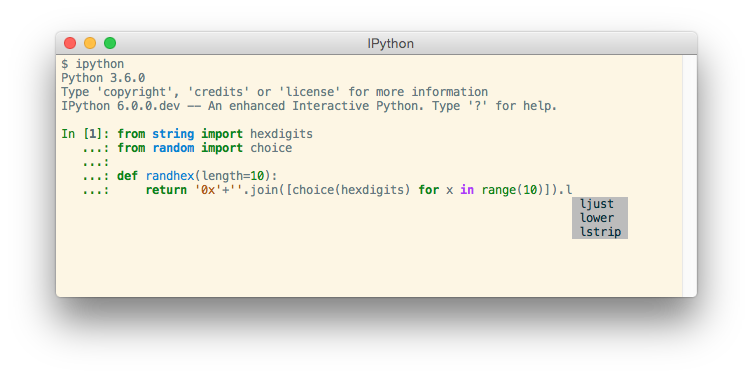 IPython
$ ipython
Python 3.6.0
Type 'copyright', 'credits' or 'license' for more information
IPython 6.0.0.dev -- An enhanced Interactive Python. Type '?' for help.
In [1]: from string import hexdigits
   ...: from random import choice
   ...:
   ...: def randhex(length=10):
   ...:     return '0x'+''.join([choice(hexdigits) for x in range(10)]).l
ljust
lower
lstrip